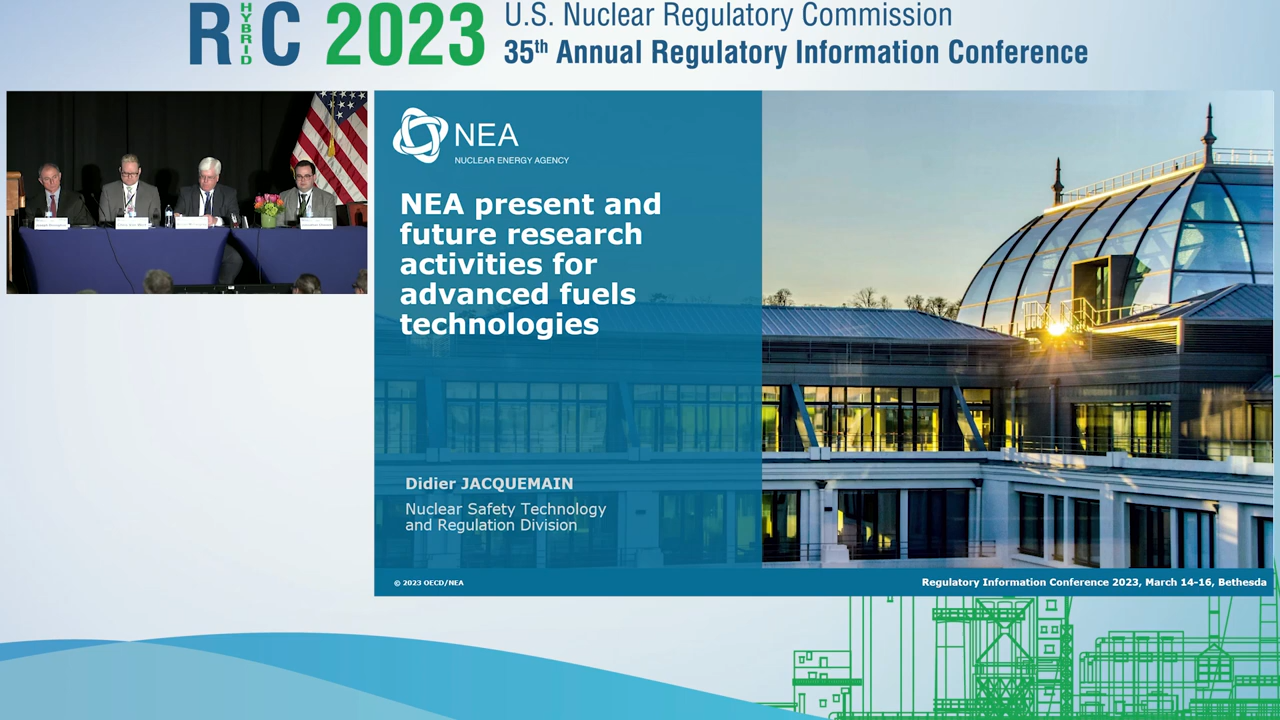 RIC 2023
HYBRID
U.S. Nuclear Regulatory Commission
35th Annual Regulatory Information Conference
NEA
NUCLEAR ENERGY AGENCY
NEA present and
future research
activities for
advanced fuels
technologies
Didier JACQUEMAIN
Nuclear Safety Technology
and Regulation Division
© 2023 OECD/NEA
Regulatory Information Conference 2023, March 14-16, Bethesda